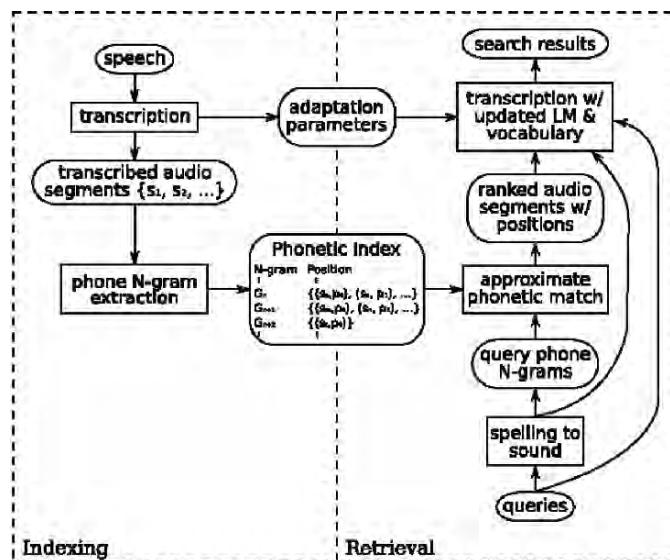 speech
transcription
transcribed audio
segments {s₁, s₂, ...}
phone N-gram
extraction
adaptation
parameters
Phonetic Index
N-gram Position
search results
transcription w/
updated LM &
vocabulary
ranked audio
segments w/
positions
approximate
phonetic match
query phone
N-grams
spelling to
sound
queries
Indexing
Retrieval